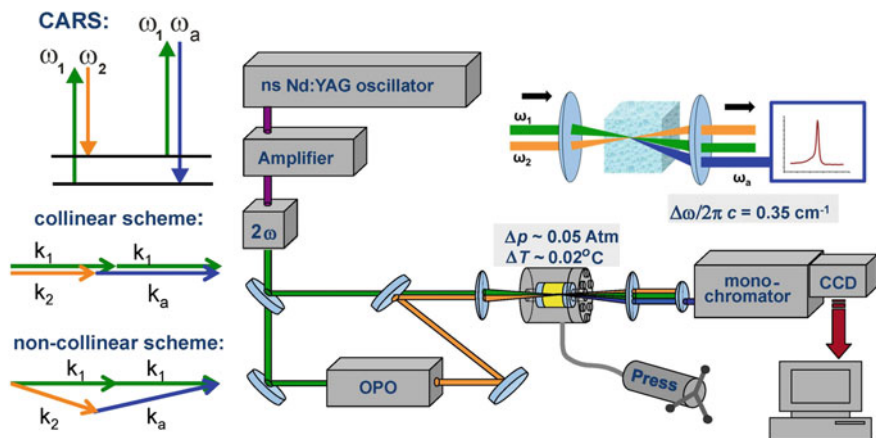 CARS:
ω₁ ω₂
ω₁ ωₐ
collinear scheme:
k₁ k₁
k₂ kₐ
non-collinear scheme:
k₁ k₁
k₂ kₐ
ns Nd:YAG oscillator
Amplifier
2ω
OPO
ω₁
ω₂
ωₐ
Δω/2π c = 0.35 cm⁻¹
Δp ~ 0.05 Atm
ΔT ~ 0.02°C
mono-
chromator
CCD
Press